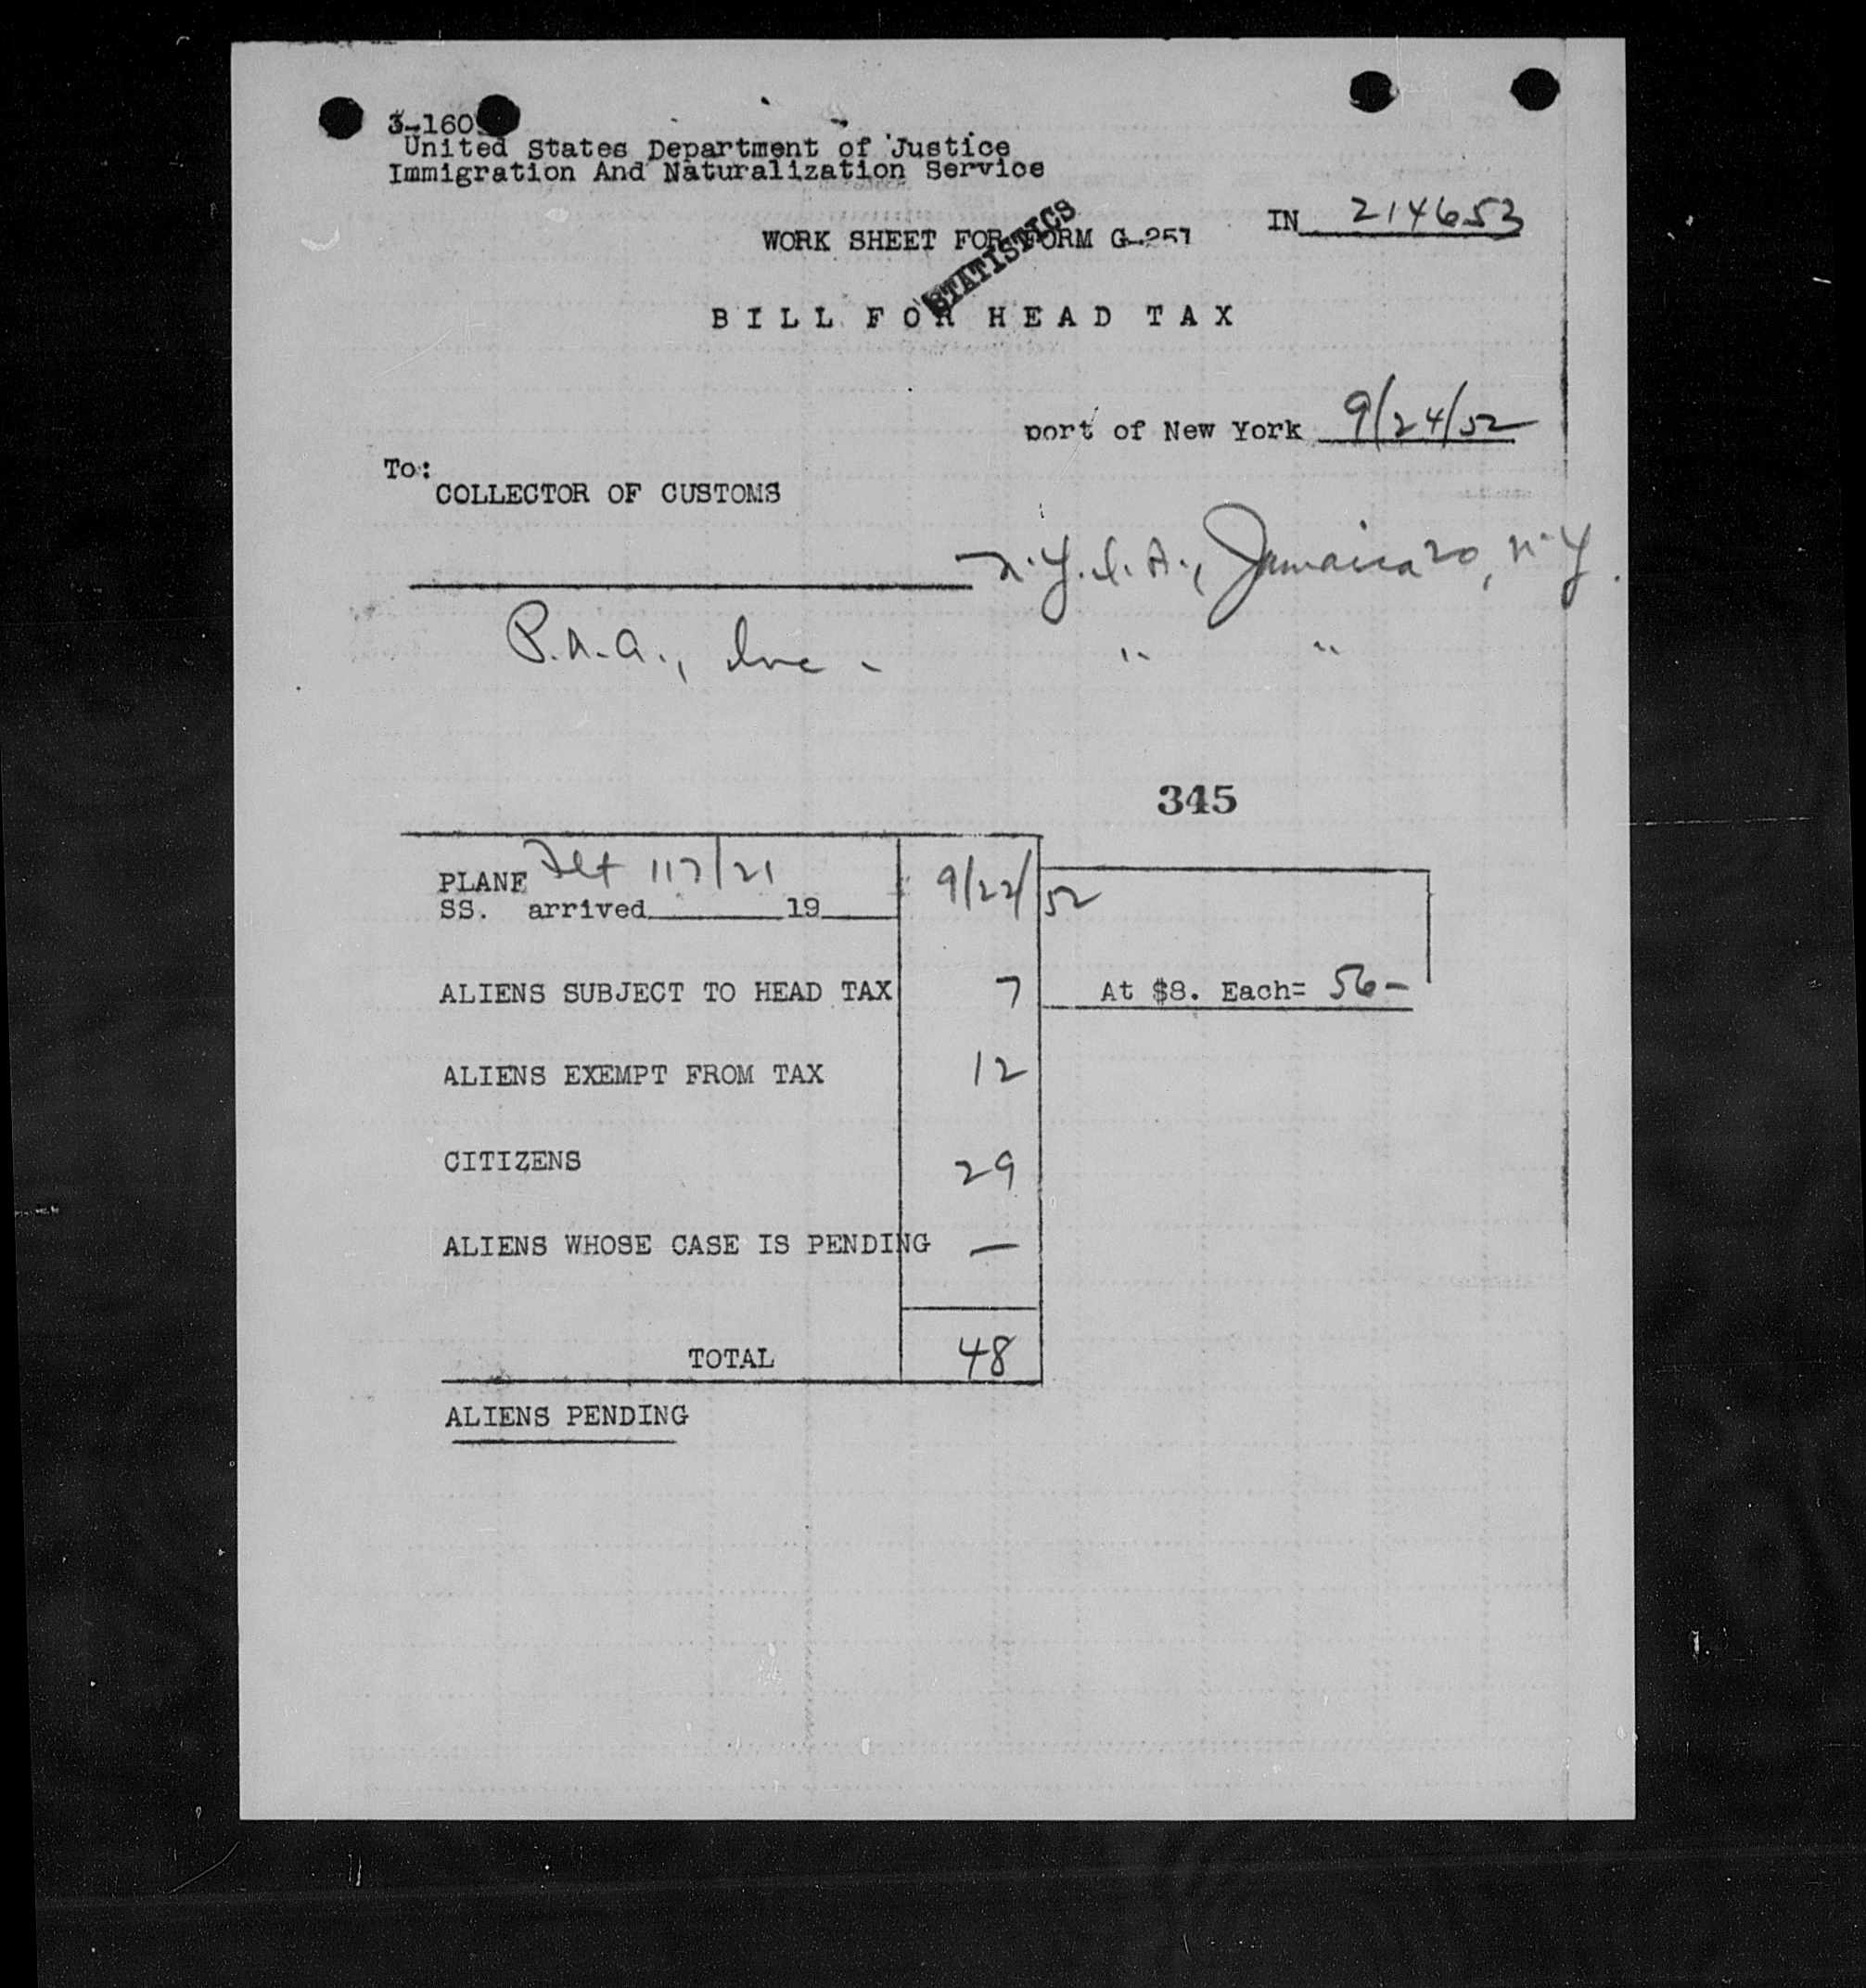 3-160
United States Department of Justice
Immigration And Naturalization Service
IN 214653
WORK SHEET FOR FORM G-251
STATISTICS
BILL FOR HEAD TAX
port of New York 9/24/52
To:
COLLECTOR OF CUSTOMS
N.Y.I.A., Jamaica 20, N.Y.
P.A.A., Inc - " "
345
PLANE Flt 117/21 9/22/52
SS. arrived 19
ALIENS SUBJECT TO HEAD TAX 7 At $8. Each= 56-
ALIENS EXEMPT FROM TAX 12
CITIZENS 29
ALIENS WHOSE CASE IS PENDING —
TOTAL 48
ALIENS PENDING